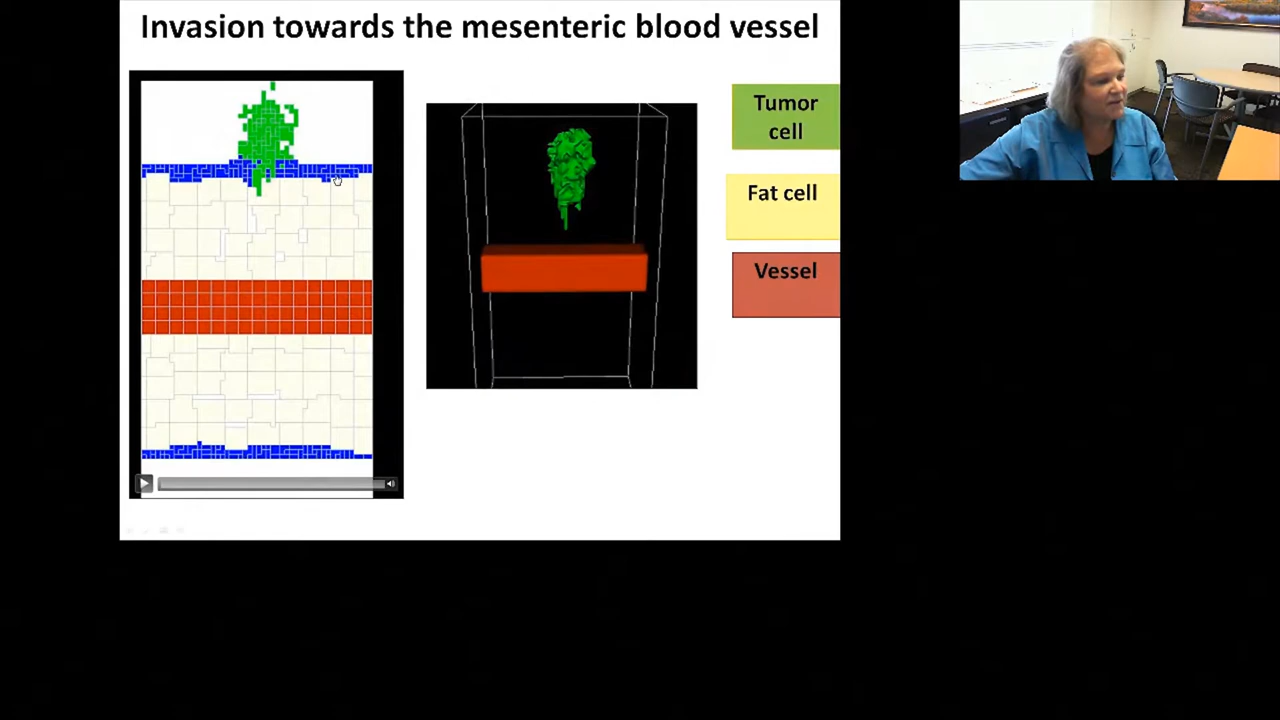 Invasion towards the mesenteric blood vessel
Tumor
cell
Fat cell
Vessel